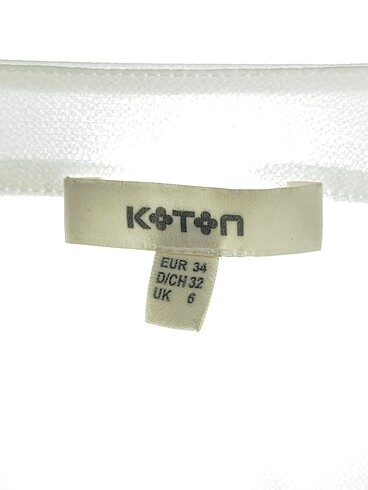 KOTON
EUR 34
D/CH 32
UK 6